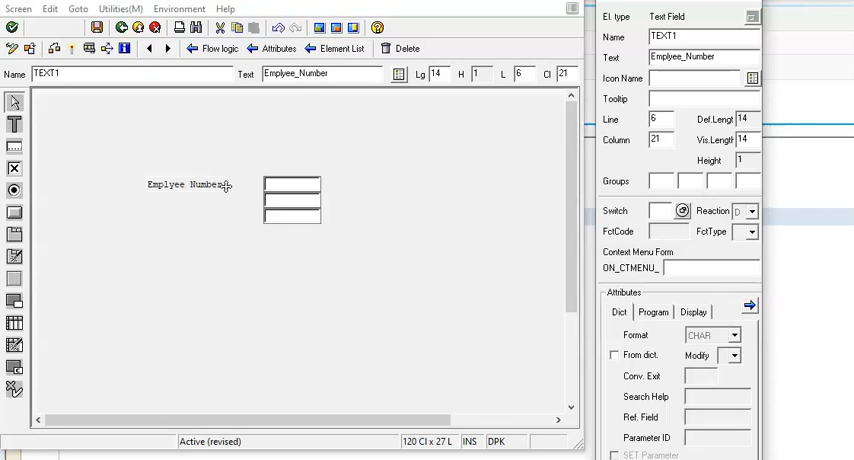 Screen Edit Goto Utilities(M) Environment Help
Flow logic Attributes Element List Delete
Name TEXT1 Text Emplyee_Number Lg 14 H 1 L 6 Cl 21
Emplyee Number
Active (revised) 120 Cl x 27 L INS DPK
El. type Text Field
Name TEXT1
Text Employee_Number
Icon Name
Tooltip
Line 6 Def.Lengt 14
Column 21 Vis.Lengt 14
Height 1
Groups
Switch Reaction D
FctCode FctType
Context Menu Form
ON_CTMENU_
Attributes
Dict Program Display
Format CHAR
From dict. Modify
Conv. Exit
Search Help
Ref. Field
Parameter ID
SET Parameter